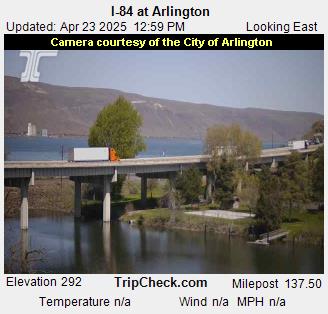 I-84 at Arlington
Updated: Apr 23 2025 12:59 PM Looking East
Camera courtesy of the City of Arlington
Elevation 292 TripCheck.com Milepost 137.50
Temperature n/a Wind n/a MPH n/a